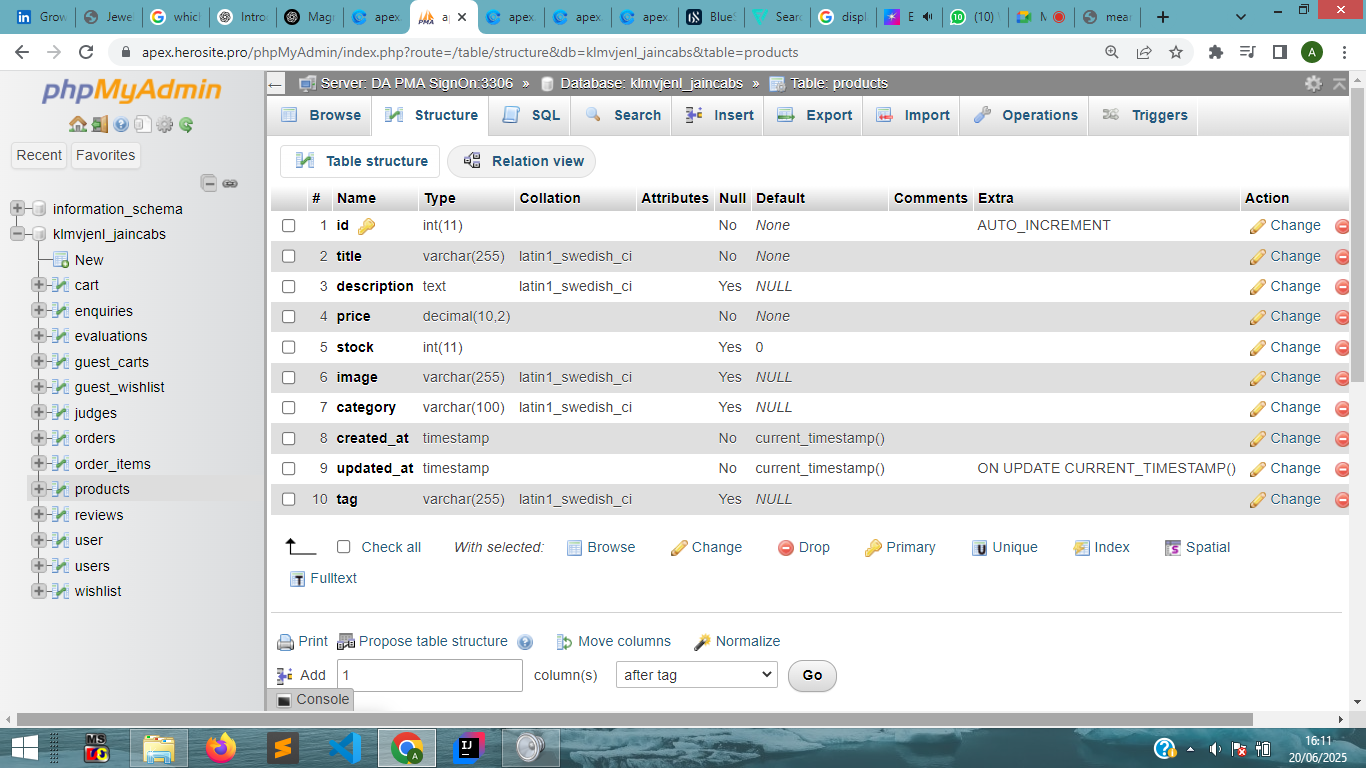 Grow
Jewe
which
Intro
Magr
apex.
a
apex.
apex.
apex.
BlueS
Searc
displ
E
(10)
M
mear
apex.herosite.pro/phpMyAdmin/index.php?route=/table/structure&db=klmvjenl_jaincabs&table=products
A
phpMyAdmin
Recent
Favorites
information_schema
klmvjenl_jaincabs
New
cart
enquiries
evaluations
guest_carts
guest_wishlist
judges
orders
order_items
products
reviews
user
users
wishlist
Server: DA PMA SignOn:3306 » Database: klmvjenl_jaincabs » Table: products
Browse Structure SQL Search Insert Export Import Operations Triggers
Table structure Relation view
# Name Type Collation Attributes Null Default Comments Extra Action
1 id int(11) No None AUTO_INCREMENT Change
2 title varchar(255) latin1_swedish_ci No None Change
3 description text latin1_swedish_ci Yes NULL Change
4 price decimal(10,2) No None Change
5 stock int(11) Yes 0 Change
6 image varchar(255) latin1_swedish_ci Yes NULL Change
7 category varchar(100) latin1_swedish_ci Yes NULL Change
8 created_at timestamp No current_timestamp() Change
9 updated_at timestamp No current_timestamp() ON UPDATE CURRENT_TIMESTAMP() Change
10 tag varchar(255) latin1_swedish_ci Yes NULL Change
Check all With selected: Browse Change Drop Primary Unique Index Spatial
Fulltext
Print Propose table structure Move columns Normalize
Add 1 column(s) after tag Go
Console
16:11
20/06/2025